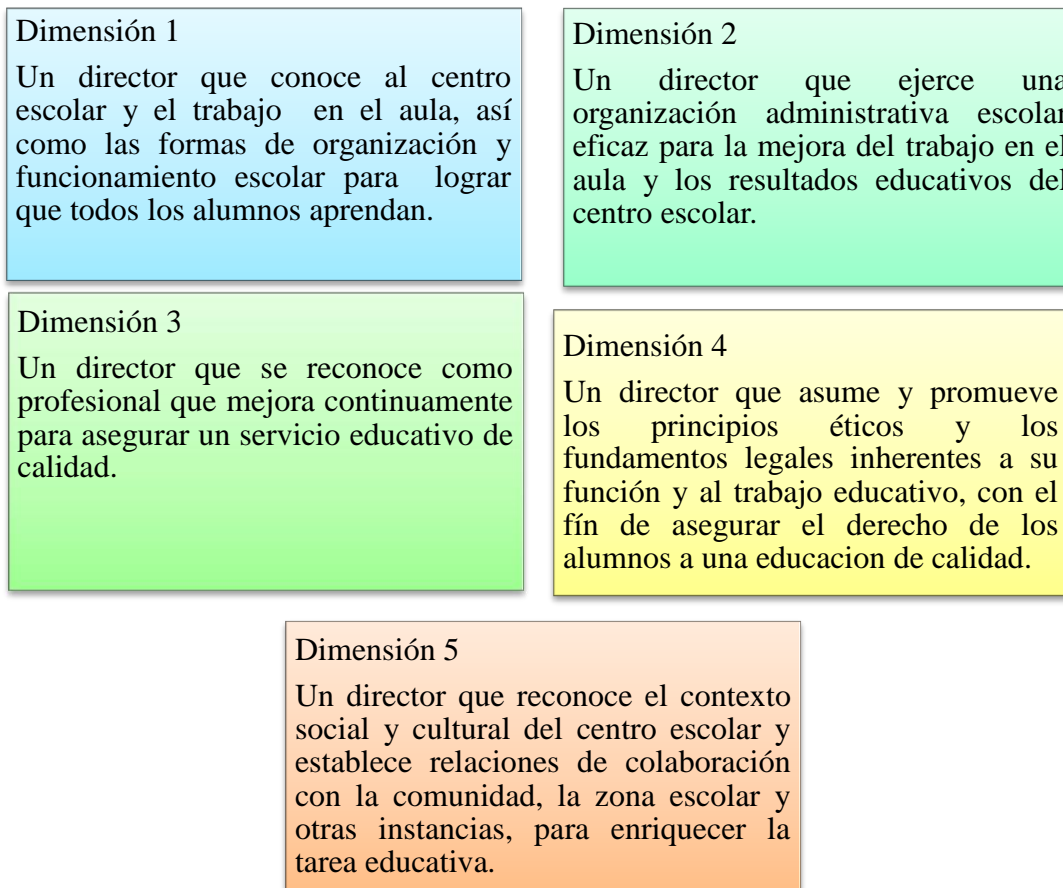 Dimensión 1
Un director que conoce al centro
escolar y el trabajo en el aula, así
como las formas de organización y
funcionamiento escolar para lograr
que todos los alumnos aprendan.
Dimensión 2
Un director que ejerce una
organización administrativa escolar
eficaz para la mejora del trabajo en el
aula y los resultados educativos del
centro escolar.
Dimensión 3
Un director que se reconoce como
profesional que mejora continuamente
para asegurar un servicio educativo de
calidad.
Dimensión 4
Un director que asume y promueve
los principios éticos y los
fundamentos legales inherentes a su
función y al trabajo educativo, con el
fín de asegurar el derecho de los
alumnos a una educacion de calidad.
Dimensión 5
Un director que reconoce el contexto
social y cultural del centro escolar y
establece relaciones de colaboración
con la comunidad, la zona escolar y
otras instancias, para enriquecer la
tarea educativa.